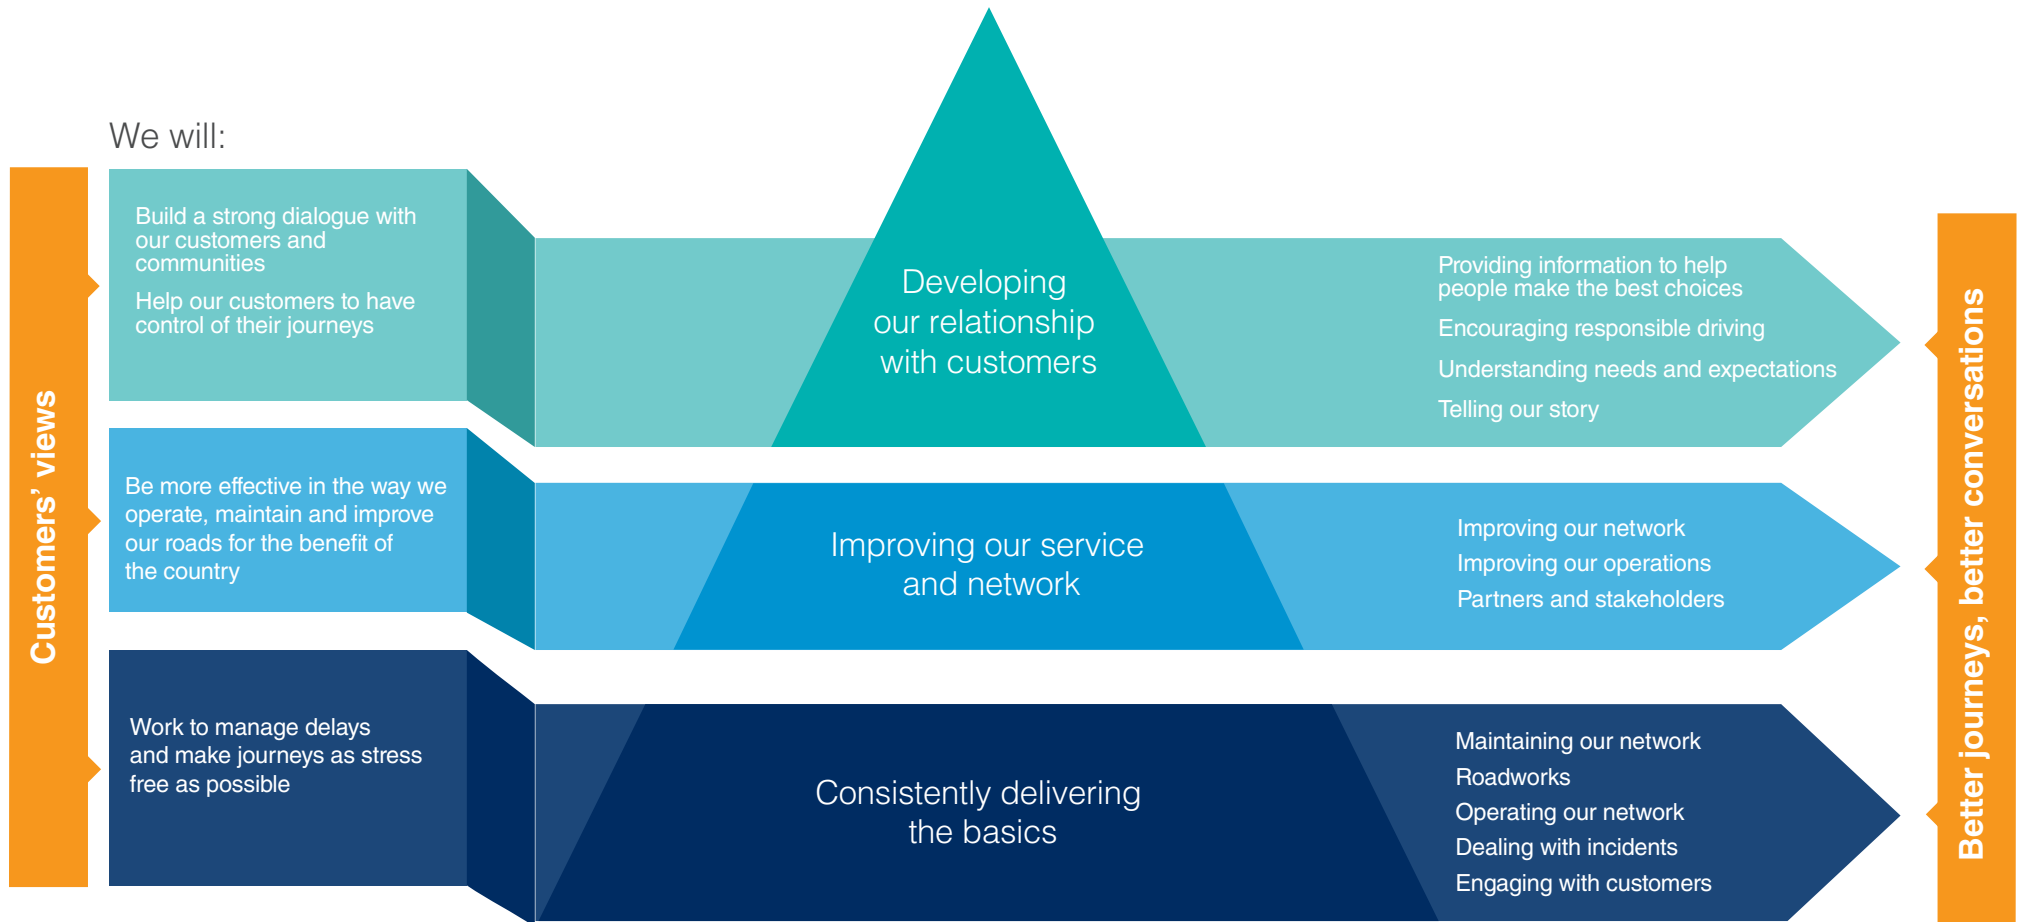 We will:
Customers’ views
Build a strong dialogue with
our customers and
communities
Help our customers to have
control of their journeys
Developing
our relationship
with customers
Providing information to help
people make the best choices
Encouraging responsible driving
Understanding needs and expectations
Telling our story
Be more effective in the way we
operate, maintain and improve
our roads for the benefit of
the country
Improving our service
and network
Improving our network
Improving our operations
Partners and stakeholders
Work to manage delays
and make journeys as stress
free as possible
Consistently delivering
the basics
Maintaining our network
Roadworks
Operating our network
Dealing with incidents
Engaging with customers
Better journeys, better conversations